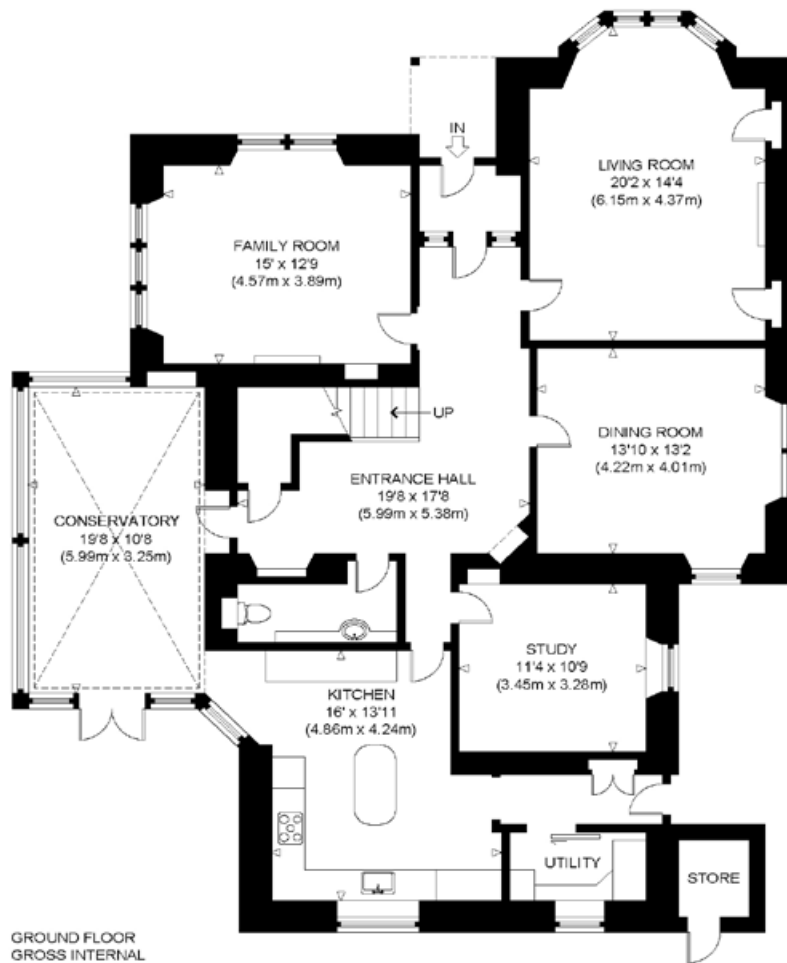 IN
LIVING ROOM
20'2 x 14'4
(6.15m x 4.37m)
FAMILY ROOM
15' x 12'9
(4.57m x 3.89m)
UP
DINING ROOM
13'10 x 13'2
(4.22m x 4.01m)
ENTRANCE HALL
19'8 x 17'8
(5.99m x 5.38m)
CONSERVATORY
19'8 x 10'8
(5.99m x 3.25m)
STUDY
11'4 x 10'9
(3.45m x 3.28m)
KITCHEN
16' x 13'11
(4.86m x 4.24m)
UTILITY
STORE
GROUND FLOOR
GROSS INTERNAL